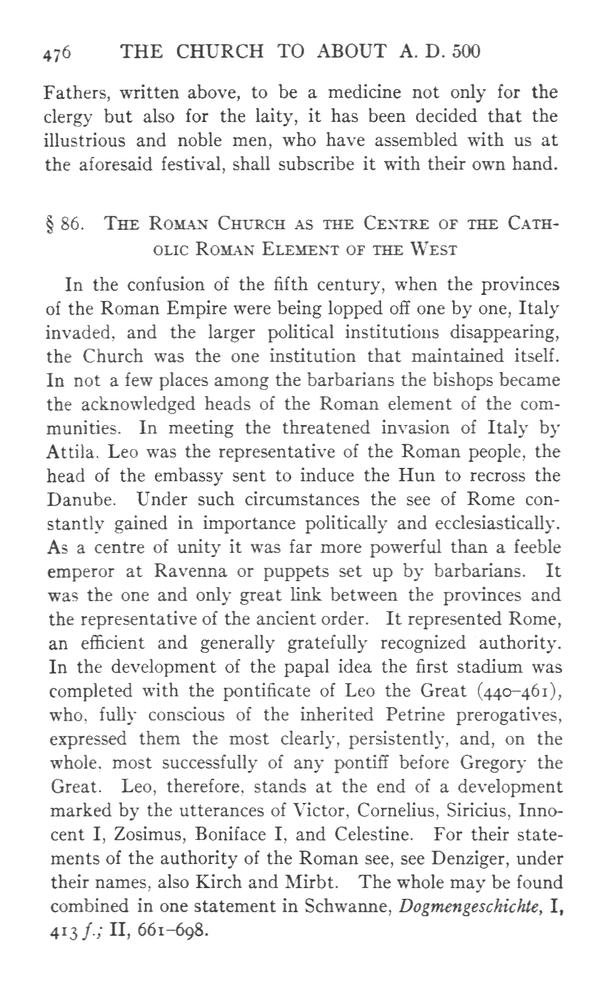 476 THE CHURCH TO ABOUT A. D. 500
Fathers, written above, to be a medicine not only for the
clergy but also for the laity, it has been decided that the
illustrious and noble men, who have assembled with us at
the aforesaid festival, shall subscribe it with their own hand.
§ 86. The Roman Church as the Centre of the Cath-
olic Roman Element of the West
In the confusion of the fifth century, when the provinces
of the Roman Empire were being lopped off one by one, Italy
invaded, and the larger political institutions disappearing,
the Church was the one institution that maintained itself.
In not a few places among the barbarians the bishops became
the acknowledged heads of the Roman element of the com-
munities. In meeting the threatened invasion of Italy by
Attila, Leo was the representative of the Roman people, the
head of the embassy sent to induce the Hun to recross the
Danube. Under such circumstances the see of Rome con-
stantly gained in importance politically and ecclesiastically.
As a centre of unity it was far more powerful than a feeble
emperor at Ravenna or puppets set up by barbarians. It
was the one and only great link between the provinces and
the representative of the ancient order. It represented Rome,
an efficient and generally gratefully recognized authority.
In the development of the papal idea the first stadium was
completed with the pontificate of Leo the Great (440–461),
who, fully conscious of the inherited Petrine prerogatives,
expressed them the most clearly, persistently, and, on the
whole, most successfully of any pontiff before Gregory the
Great. Leo, therefore, stands at the end of a development
marked by the utterances of Victor, Cornelius, Siricius, Inno-
cent I, Zosimus, Boniface I, and Celestine. For their state-
ments of the authority of the Roman see, see Denziger, under
their names, also Kirch and Mirbt. The whole may be found
combined in one statement in Schwanne, Dogmengeschichte, I,
413 f.; II, 661–698.